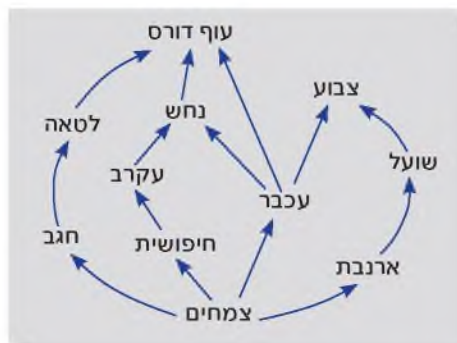 עוף דורס
צבוע
נחש
לטאה
שועל
עקרב
עכבר
חגב
חיפושית
ארנבת
צמחים